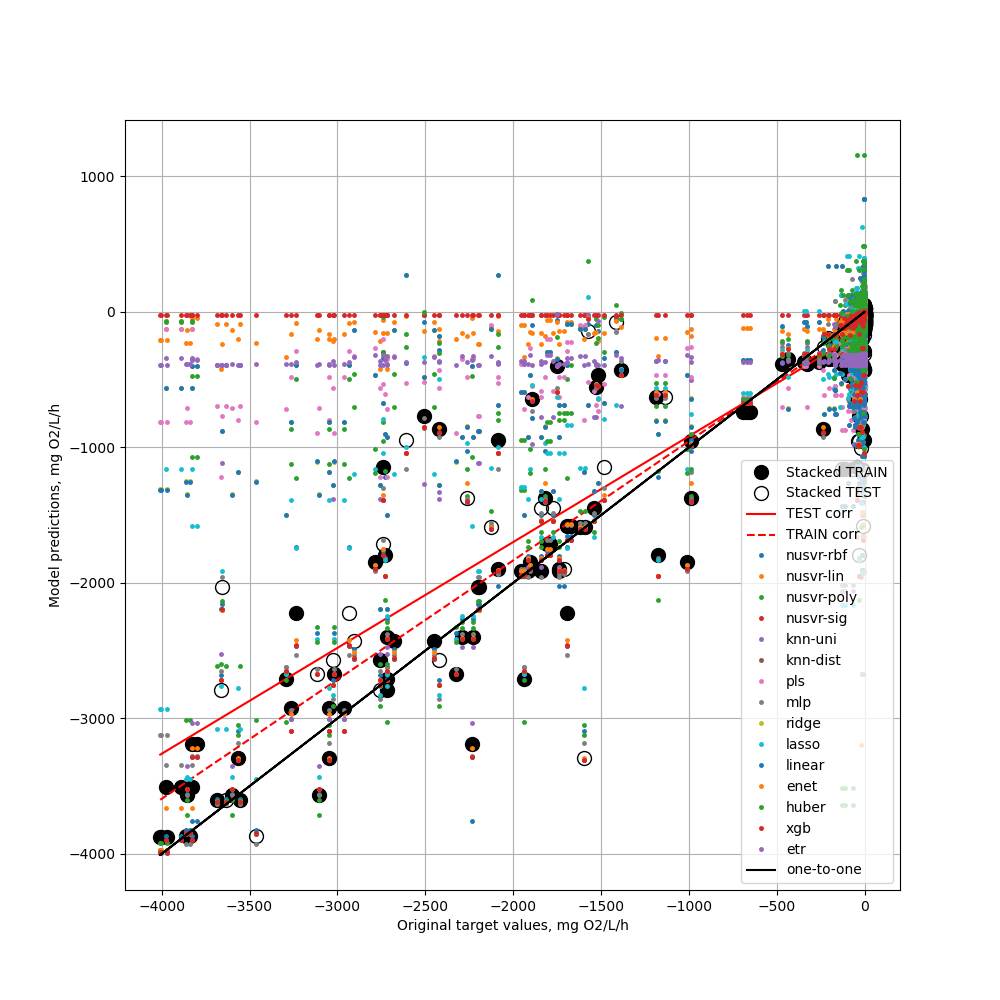 1000
0
−1000
−2000
−3000
−4000
Model predictions, mg O2/L/h
−4000 −3500 −3000 −2500 −2000 −1500 −1000 −500 0
Original target values, mg O2/L/h
Stacked TRAIN
Stacked TEST
TEST corr
TRAIN corr
nusvr-rbf
nusvr-lin
nusvr-poly
nusvr-sig
knn-uni
knn-dist
pls
mlp
ridge
lasso
linear
enet
huber
xgb
etr
one-to-one